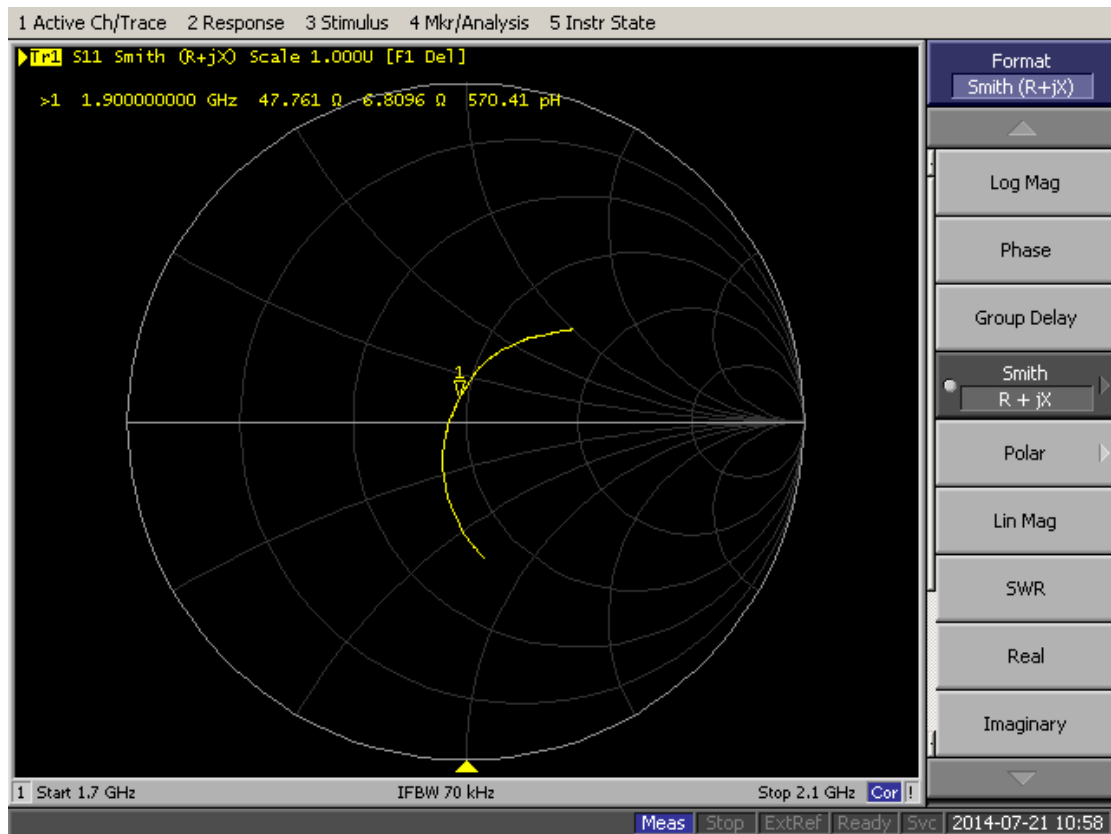 1 Active Ch/Trace 2 Response 3 Stimulus 4 Mkr/Analysis 5 Instr State
Tr1 S11 Smith (R+jX) Scale 1.000U [F1 Del]
>1 1.900000000 GHz 47.761 Ω 6.8096 Ω 570.41 pH
1
Format
Smith (R+jX)
Log Mag
Phase
Group Delay
Smith
R + jX
Polar
Lin Mag
SWR
Real
Imaginary
1 Start 1.7 GHz IFBW 70 kHz Stop 2.1 GHz Cor !
Meas Stop ExtRef Ready Svc 2014-07-21 10:58